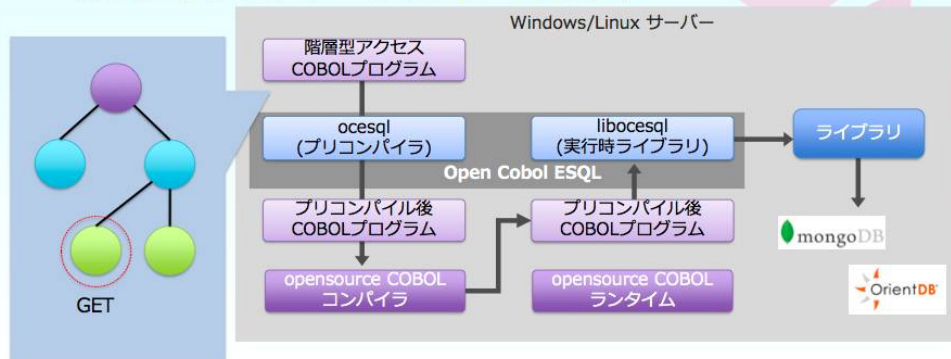 Windows/Linux サーバー
階層型アクセス
COBOLプログラム
ocesql
(プリコンパイラ)
libocesql
(実行時ライブラリ)
ライブラリ
Open Cobol ESQL
プリコンパイル後
COBOLプログラム
プリコンパイル後
COBOLプログラム
mongoDB
opensource COBOL
コンパイラ
opensource COBOL
ランタイム
OrientDB
GET